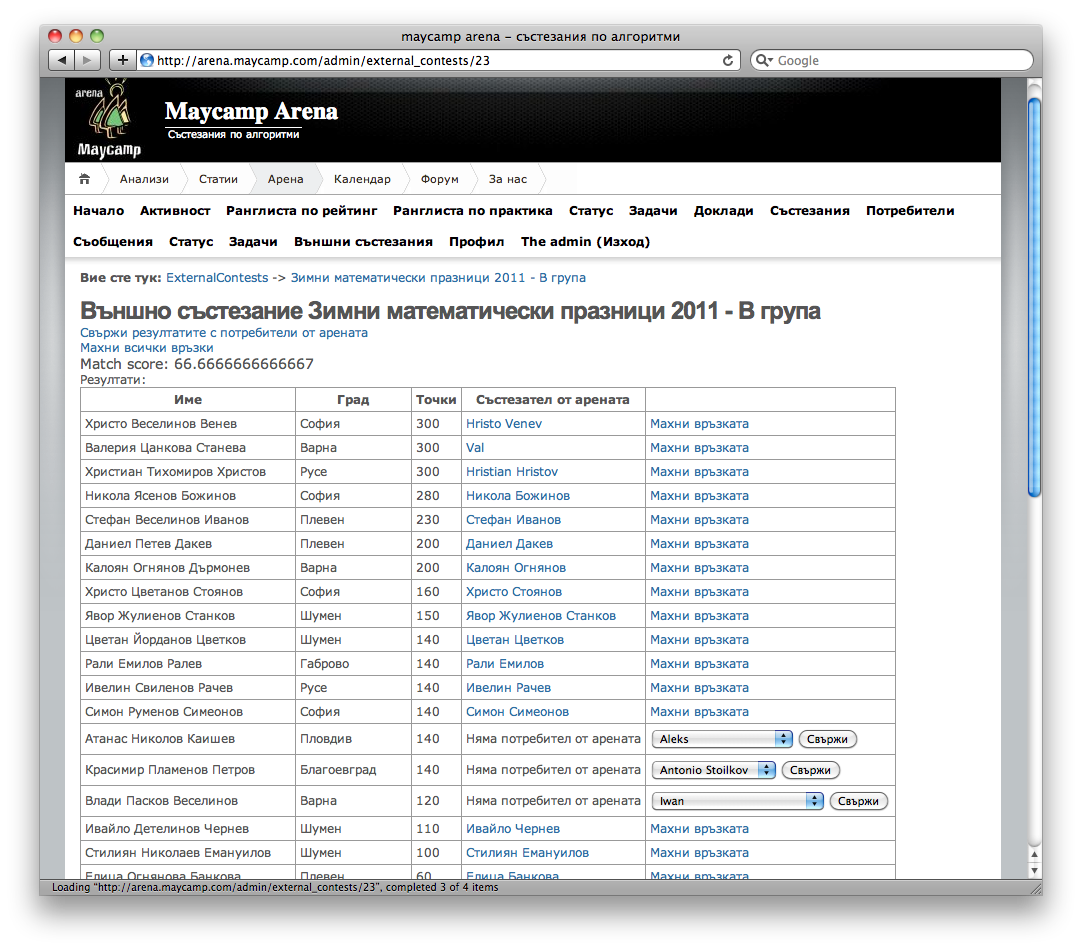 maycamp arena – състезания по алгоритми
http://arena.maycamp.com/admin/external_contests/23
Google
arena
Maycamp
Maycamp Arena
Състезания по алгоритми
Анализи Статии Арена Календар Форум За нас
Начало Активност Ранглиста по рейтинг Ранглиста по практика Статус Задачи Доклади Състезания Потребители
Съобщения Статус Задачи Външни състезания Профил The admin (Изход)
Вие сте тук: ExternalContests -> Зимни математически празници 2011 - В група
Външно състезание Зимни математически празници 2011 - В група
Свържи резултатите с потребители от арената
Махни всички връзки
Match score: 66.6666666666667
Резултати:
Име Град Точки Състезател от арената
Христо Веселинов Венев София 300 Hristo Venev Махни връзката
Валерия Цанкова Станева Варна 300 Val Махни връзката
Християн Тихомиров Христов Русе 300 Hristian Hristov Махни връзката
Никола Ясенов Божинов София 280 Никола Божинов Махни връзката
Стефан Веселинов Иванов Плевен 230 Стефан Иванов Махни връзката
Даниел Петев Дакев Плевен 200 Даниел Дакев Махни връзката
Калоян Огнянов Дърмонев Варна 200 Калоян Огнянов Махни връзката
Христо Цветанов Стоянов София 160 Христо Стоянов Махни връзката
Явор Жулиенов Станков Шумен 150 Явор Жулиенов Станков Махни връзката
Цветан Йорданов Цветков Шумен 140 Цветан Цветков Махни връзката
Рали Емилов Ралев Габрово 140 Рали Емилов Махни връзката
Ивелин Свиленов Рачев Русе 140 Ивелин Рачев Махни връзката
Симон Руменов Симеонов София 140 Симон Симеонов Махни връзката
Атанас Николов Каишев Пловдив 140 Няма потребител от арената Aleks Свържи
Красимир Пламенов Петров Благоевград 140 Няма потребител от арената Antonio Stoilkov Свържи
Влади Пасков Веселинов Варна 120 Няма потребител от арената Iwan Свържи
Ивайло Детелинов Чернев Шумен 110 Ивайло Чернев Махни връзката
Стилиян Николаев Емануилов Шумен 100 Стилиян Емануилов Махни връзката
Елица Огнянова Банкова Плевен 60 Елица Банкова Махни връзката
Loading "http://arena.maycamp.com/admin/external_contests/23", completed 3 of 4 items